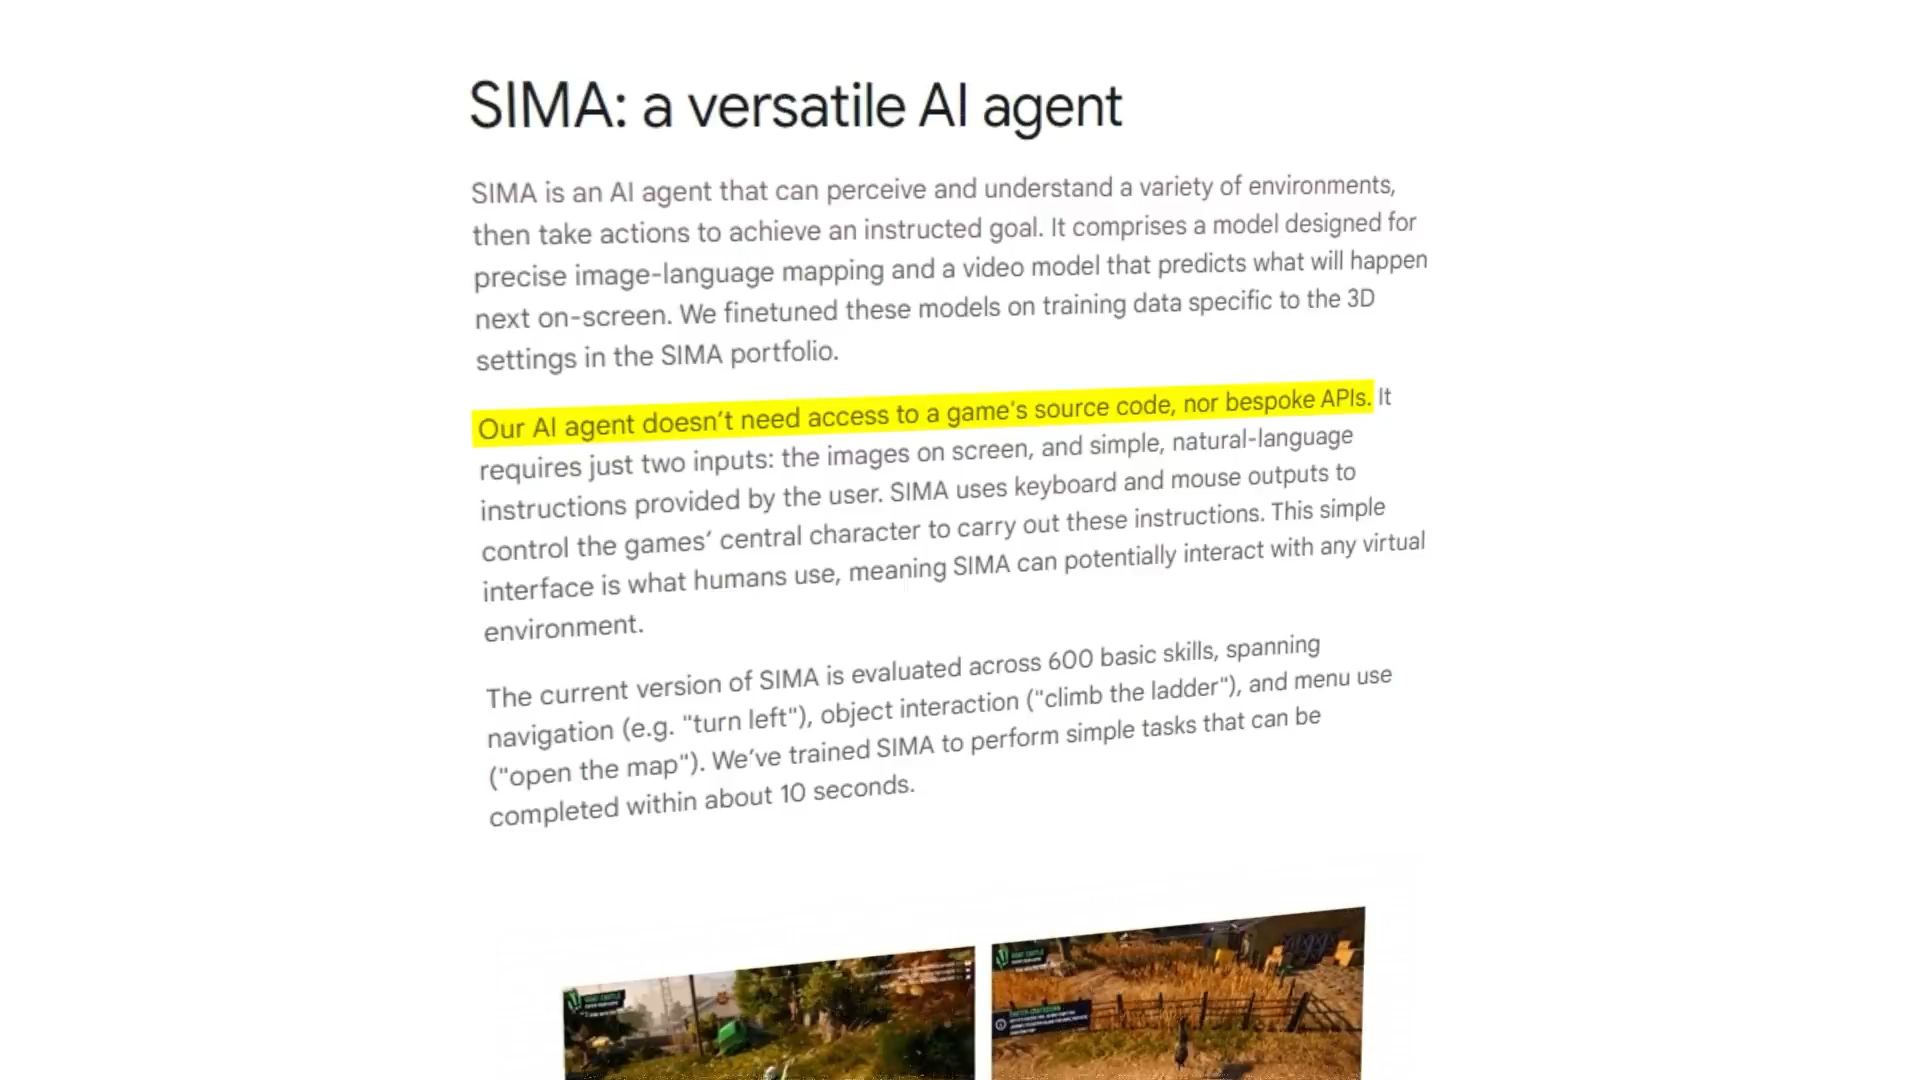 SIMA: a versatile AI agent
SIMA is an AI agent that can perceive and understand a variety of environments,
then take actions to achieve an instructed goal. It comprises a model designed for
precise image-language mapping and a video model that predicts what will happen
next on-screen. We finetuned these models on training data specific to the 3D
settings in the SIMA portfolio.
Our AI agent doesn’t need access to a game's source code, nor bespoke APIs. It
requires just two inputs: the images on screen, and simple, natural-language
instructions provided by the user. SIMA uses keyboard and mouse outputs to
control the games’ central character to carry out these instructions. This simple
interface is what humans use, meaning SIMA can potentially interact with any virtual
environment.
The current version of SIMA is evaluated across 600 basic skills, spanning
navigation (e.g. "turn left"), object interaction ("climb the ladder"), and menu use
("open the map"). We’ve trained SIMA to perform simple tasks that can be
completed within about 10 seconds.